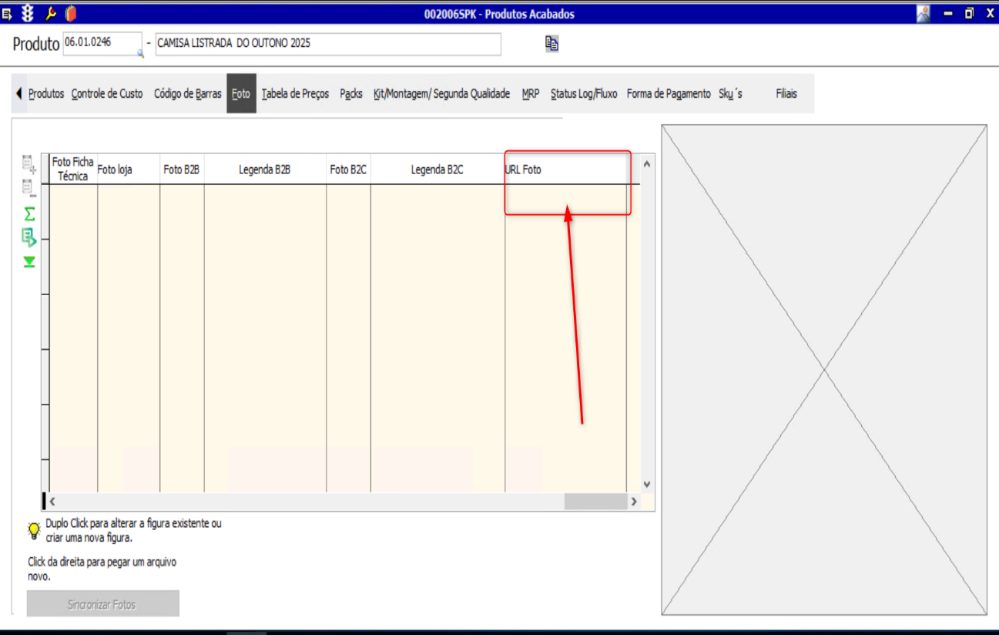 002006SPK - Produtos Acabados
Produto 06.01.0246 - CAMISA LISTRADA DO OUTONO 2025
Produtos Controle de Custo Código de Barras Foto Tabela de Preços Packs Kit/Montagem/ Segunda Qualidade MRP Status Log/Fluxo Forma de Pagamento Sku´s Filiais
Foto Ficha
Técnica
Foto loja Foto B2B Legenda B2B Foto B2C Legenda B2C URL Foto
Duplo Click para alterar a figura existente ou
criar uma nova figura.
Click da direita para pegar um arquivo
novo.
Sincronizar Fotos